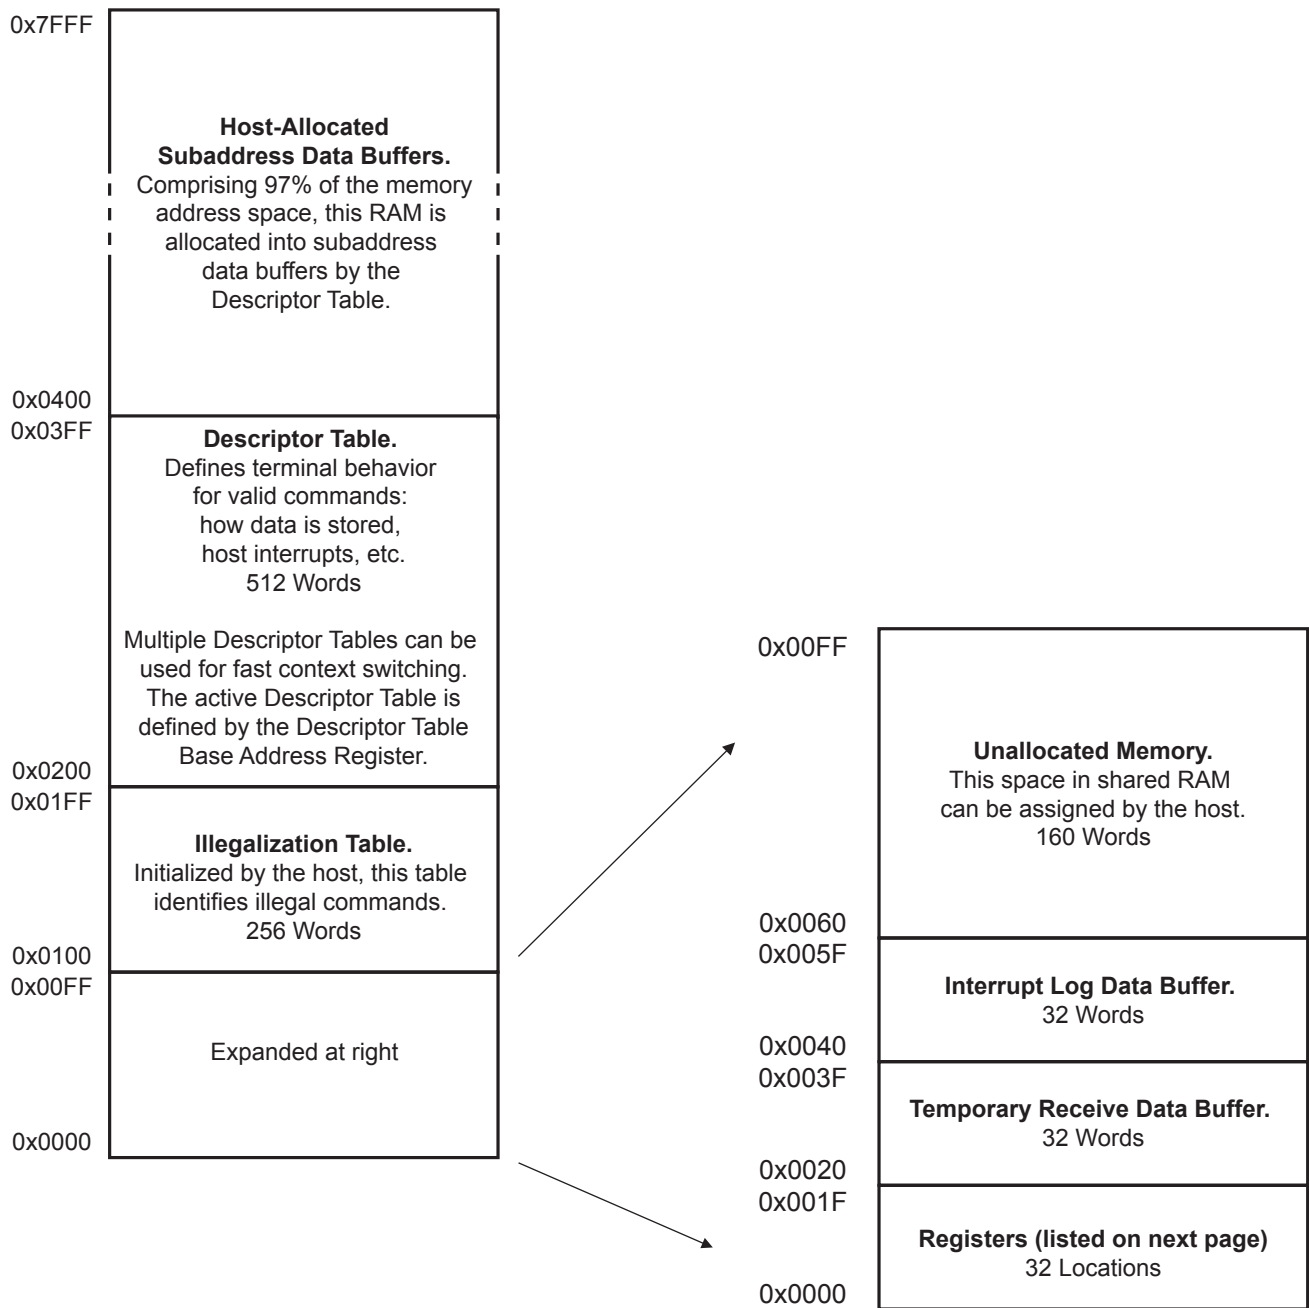 0x7FFF
Host-Allocated
Subaddress Data Buffers.
Comprising 97% of the memory
address space, this RAM is
allocated into subaddress
data buffers by the
Descriptor Table.
0x0400
0x03FF
Descriptor Table.
Defines terminal behavior
for valid commands:
how data is stored,
host interrupts, etc.
512 Words
Multiple Descriptor Tables can be
used for fast context switching.
The active Descriptor Table is
defined by the Descriptor Table
Base Address Register.
0x0200
0x01FF
Illegalization Table.
Initialized by the host, this table
identifies illegal commands.
256 Words
0x0100
0x00FF
Expanded at right
0x0000
0x00FF
Unallocated Memory.
This space in shared RAM
can be assigned by the host.
160 Words
0x0060
0x005F
Interrupt Log Data Buffer.
32 Words
0x0040
0x003F
Temporary Receive Data Buffer.
32 Words
0x0020
0x001F
Registers (listed on next page)
32 Locations
0x0000